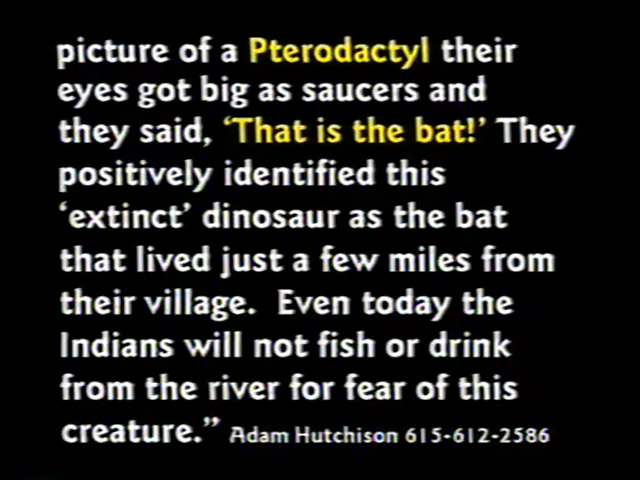 picture of a Pterodactyl their
eyes got big as saucers and
they said, ‘That is the bat!’ They
positively identified this
‘extinct’ dinosaur as the bat
that lived just a few miles from
their village. Even today the
Indians will not fish or drink
from the river for fear of this
creature.” Adam Hutchison 615-612-2586